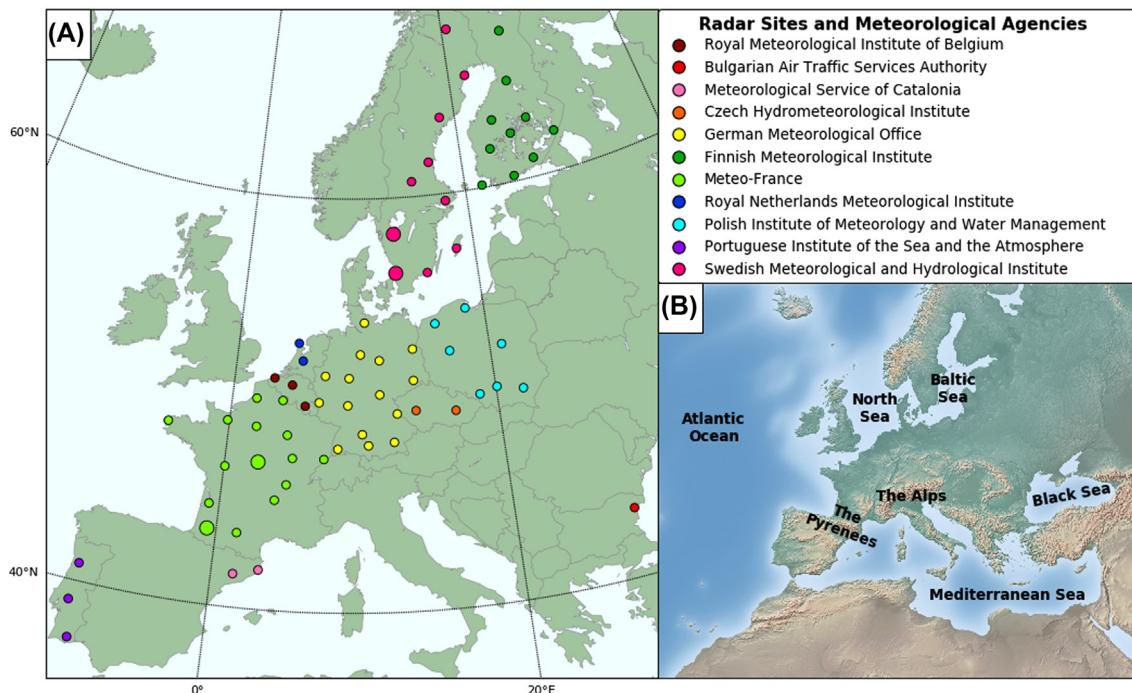 (A)
60°N
40°N
0°
20°E
Radar Sites and Meteorological Agencies
Royal Meteorological Institute of Belgium
Bulgarian Air Traffic Services Authority
Meteorological Service of Catalonia
Czech Hydrometeorological Institute
German Meteorological Office
Finnish Meteorological Institute
Meteo-France
Royal Netherlands Meteorological Institute
Polish Institute of Meteorology and Water Management
Portuguese Institute of the Sea and the Atmosphere
Swedish Meteorological and Hydrological Institute
(B)
Atlantic
Ocean
North
Sea
Baltic
Sea
The Alps
The
Pyrenees
Black Sea
Mediterranean Sea